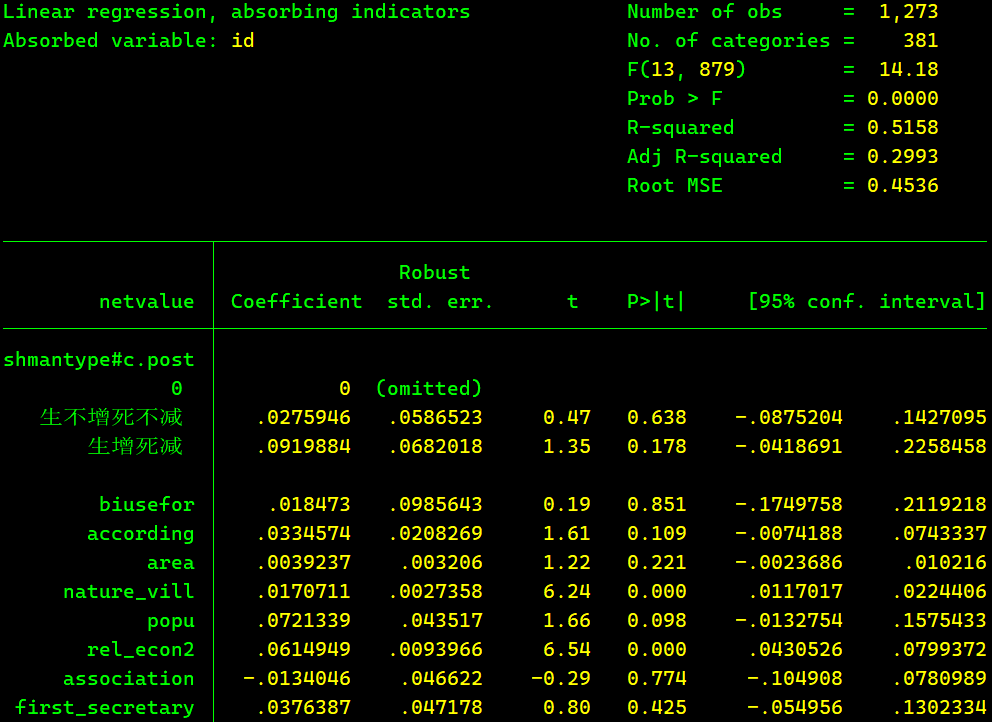 Linear regression, absorbing indicators Number of obs = 1,273
Absorbed variable: id No. of categories = 381
F(13, 879) = 14.18
Prob > F = 0.0000
R-squared = 0.5158
Adj R-squared = 0.2993
Root MSE = 0.4536
Robust
netvalue Coefficient std. err. t P>|t| [95% conf. interval]
shmantype#c.post
0 0 (omitted)
生不增死不减 .0275946 .0586523 0.47 0.638 -.0875204 .1427095
生增死减 .0919884 .0682018 1.35 0.178 -.0418691 .2258458
biusefor .018473 .0985643 0.19 0.851 -.1749758 .2119218
according .0334574 .0208269 1.61 0.109 -.0074188 .0743337
area .0039237 .003206 1.22 0.221 -.0023686 .010216
nature_vill .0170711 .0027358 6.24 0.000 .0117017 .0224406
popu .0721339 .043517 1.66 0.098 -.0132754 .1575433
rel_econ2 .0614949 .0093966 6.54 0.000 .0430526 .0799372
association -.0134046 .046622 -0.29 0.774 -.104908 .0780989
first_secretary .0376387 .047178 0.80 0.425 -.054956 .1302334